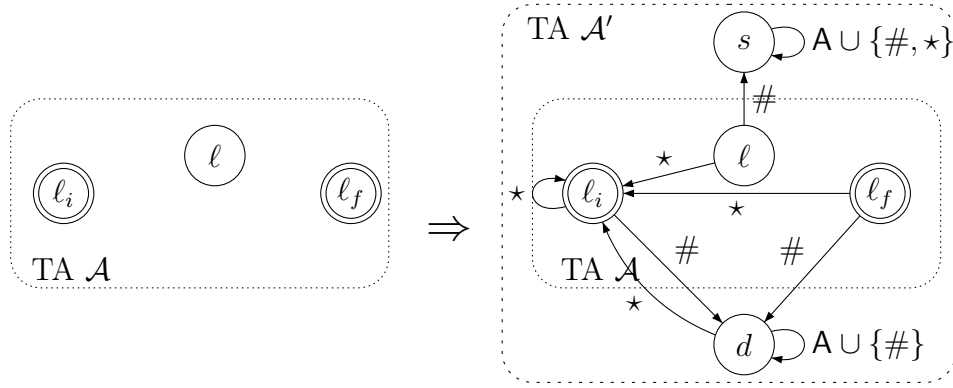 TA 𝒜′
s
A ∪ {#, ⋆}
#
ℓ
ℓ_i
ℓ_f
TA 𝒜
⇒
ℓ
⋆
⋆
ℓ_i
⋆
ℓ_f
#
#
TA 𝒜
⋆
d
A ∪ {#}